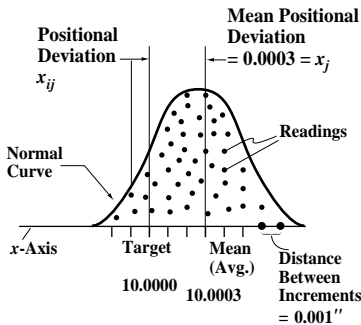 Positional
Deviation
x_ij
Mean Positional
Deviation
= 0.0003 = x_j
Readings
Normal
Curve
x-Axis
Target
Mean
(Avg.)
10.0000
10.0003
Distance
Between
Increments
= 0.001″